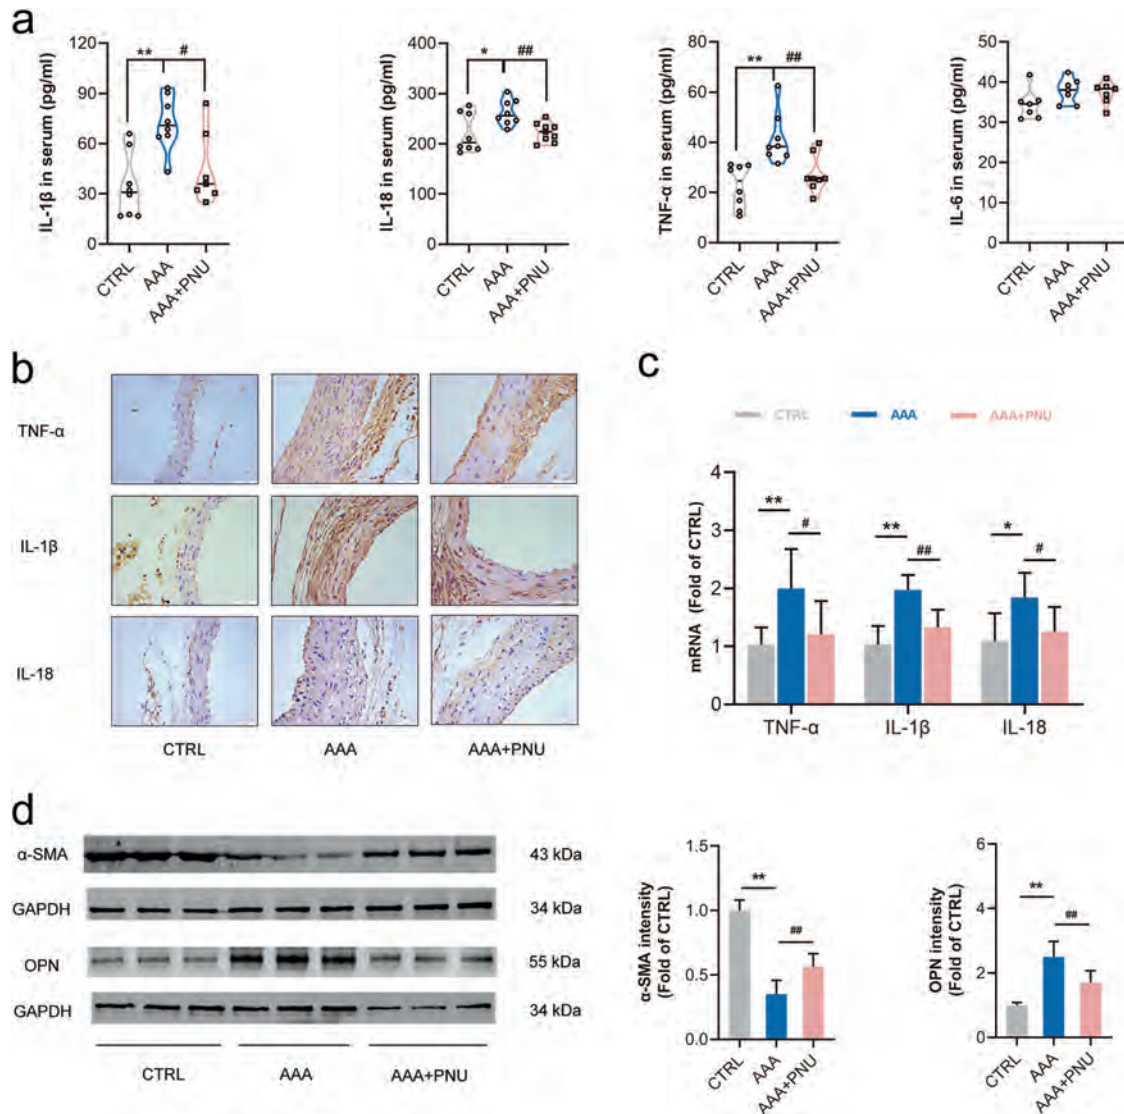 a
IL-1β in serum (pg/ml)
120
90
60
30
0
** #
CTRL
AAA
AAA+PNU
IL-18 in serum (pg/ml)
400
300
200
100
0
* ##
CTRL
AAA
AAA+PNU
TNF-α in serum (pg/ml)
80
60
40
20
0
** ##
CTRL
AAA
AAA+PNU
IL-6 in serum (pg/ml)
50
40
30
20
10
0
CTRL
AAA
AAA+PNU
b
TNF-α
IL-1β
IL-18
CTRL AAA AAA+PNU
c
CTRL AAA AAA+PNU
mRNA (Fold of CTRL)
4
3
2
1
0
** # ** ## * #
TNF-α IL-1β IL-18
d
α-SMA 43 kDa
GAPDH 34 kDa
OPN 55 kDa
GAPDH 34 kDa
CTRL AAA AAA+PNU
α-SMA intensity
(Fold of CTRL)
1.5
1.0
0.5
0.0
** ##
CTRL
AAA
AAA+PNU
OPN intensity
(Fold of CTRL)
6
4
2
0
** ##
CTRL
AAA
AAA+PNU